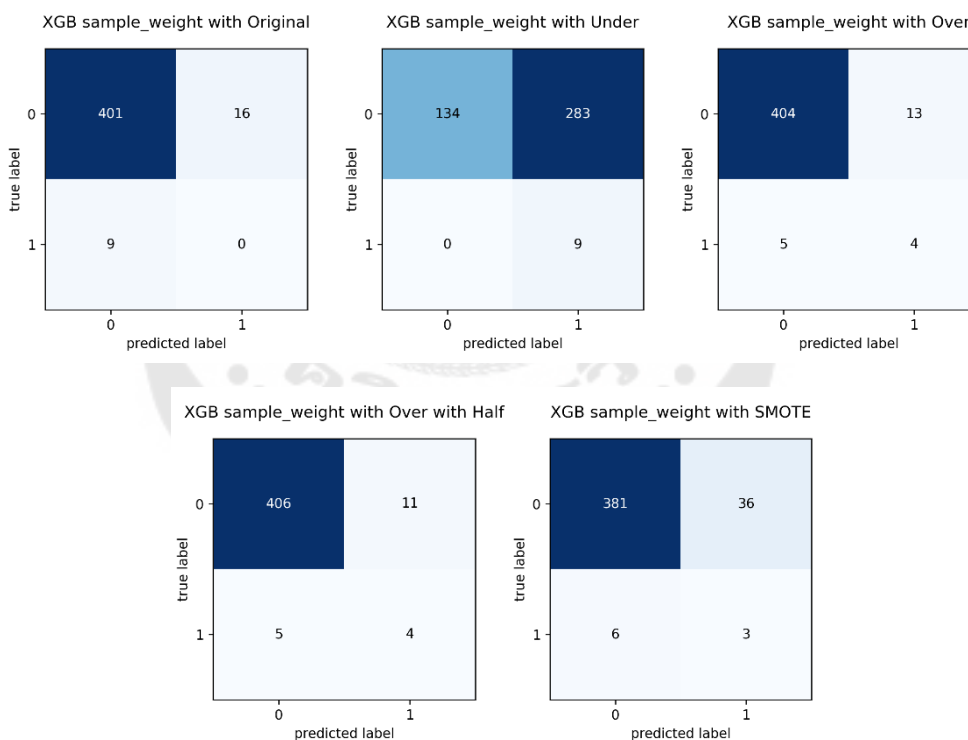 XGB sample_weight with Original
XGB sample_weight with Under
XGB sample_weight with Over
0
401
16
0
134
283
0
404
13
true label
true label
true label
1
9
0
1
0
9
1
5
4
0
1
0
1
0
1
predicted label
predicted label
predicted label
XGB sample_weight with Over with Half
XGB sample_weight with SMOTE
0
406
11
0
381
36
true label
true label
1
5
4
1
6
3
0
1
0
1
predicted label
predicted label